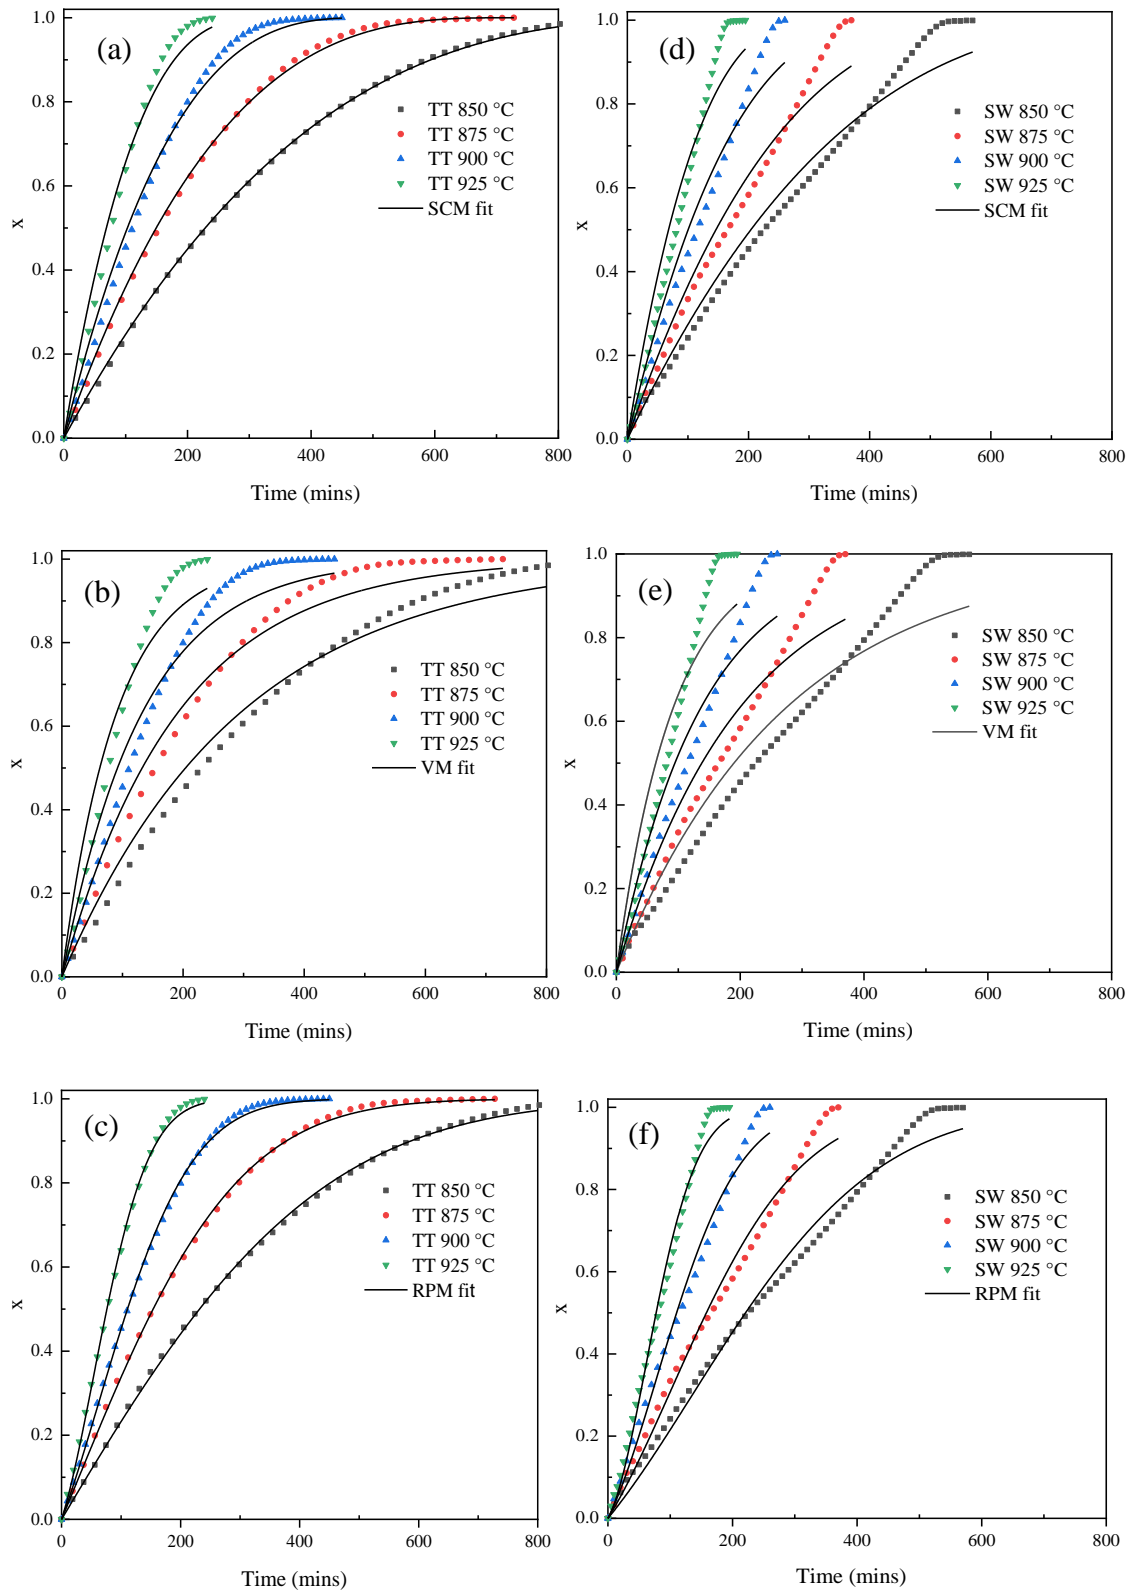 (a)
1.0
0.8
0.6
0.4
0.2
0.0
x
TT 850 °C
TT 875 °C
TT 900 °C
TT 925 °C
SCM fit
0 200 400 600 800
Time (mins)
(d)
1.0
0.8
0.6
0.4
0.2
0.0
x
SW 850 °C
SW 875 °C
SW 900 °C
SW 925 °C
SCM fit
0 200 400 600 800
Time (mins)
(b)
1.0
0.8
0.6
0.4
0.2
0.0
x
TT 850 °C
TT 875 °C
TT 900 °C
TT 925 °C
VM fit
0 200 400 600 800
Time (mins)
(e)
1.0
0.8
0.6
0.4
0.2
0.0
x
SW 850 °C
SW 875 °C
SW 900 °C
SW 925 °C
VM fit
0 200 400 600 800
Time (mins)
(c)
1.0
0.8
0.6
0.4
0.2
0.0
x
TT 850 °C
TT 875 °C
TT 900 °C
TT 925 °C
RPM fit
0 200 400 600 800
Time (mins)
(f)
1.0
0.8
0.6
0.4
0.2
0.0
x
SW 850 °C
SW 875 °C
SW 900 °C
SW 925 °C
RPM fit
0 200 400 600 800
Time (mins)